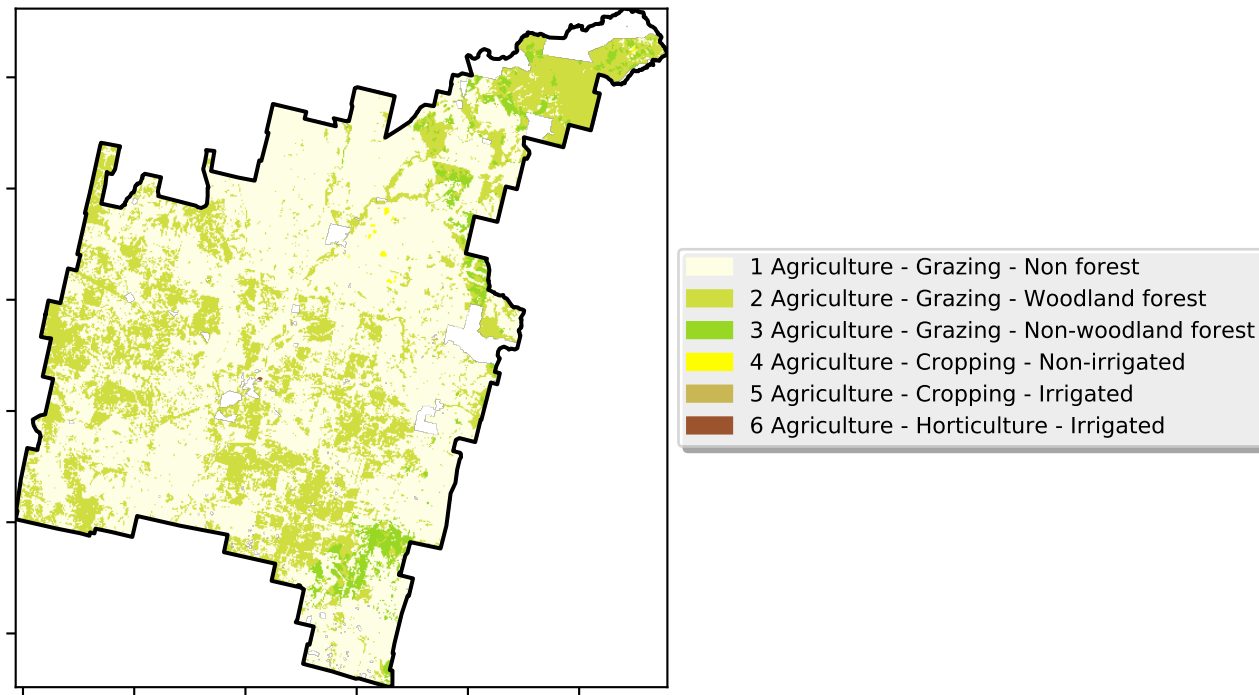 1 Agriculture - Grazing - Non forest
2 Agriculture - Grazing - Woodland forest
3 Agriculture - Grazing - Non-woodland forest
4 Agriculture - Cropping - Non-irrigated
5 Agriculture - Cropping - Irrigated
6 Agriculture - Horticulture - Irrigated